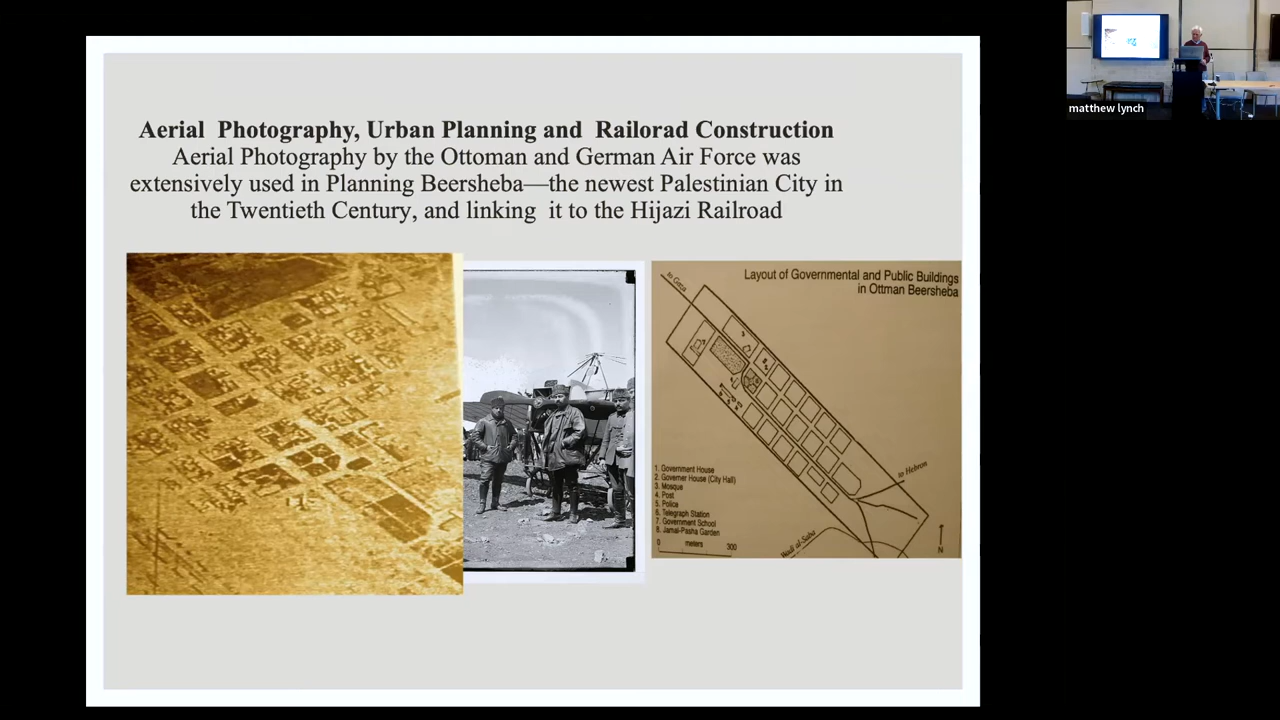 Aerial  Photography, Urban Planning and  Railorad Construction
Aerial Photography by the Ottoman and German Air Force was
extensively used in Planning Beersheba—the newest Palestinian City in
the Twentieth Century, and linking  it to the Hijazi Railroad
matthew lynch
Layout of Governmental and Public Buildings
in Ottman Beersheba
to Gaza
to Hebron
1. Government House
2. Governer House (City Hall)
3. Mosque
4. Post
5. Police
6. Telegraph Station
7. Government School
8. Jamal-Pasha Garden
0 meters 300
Wadi al-Saba
N